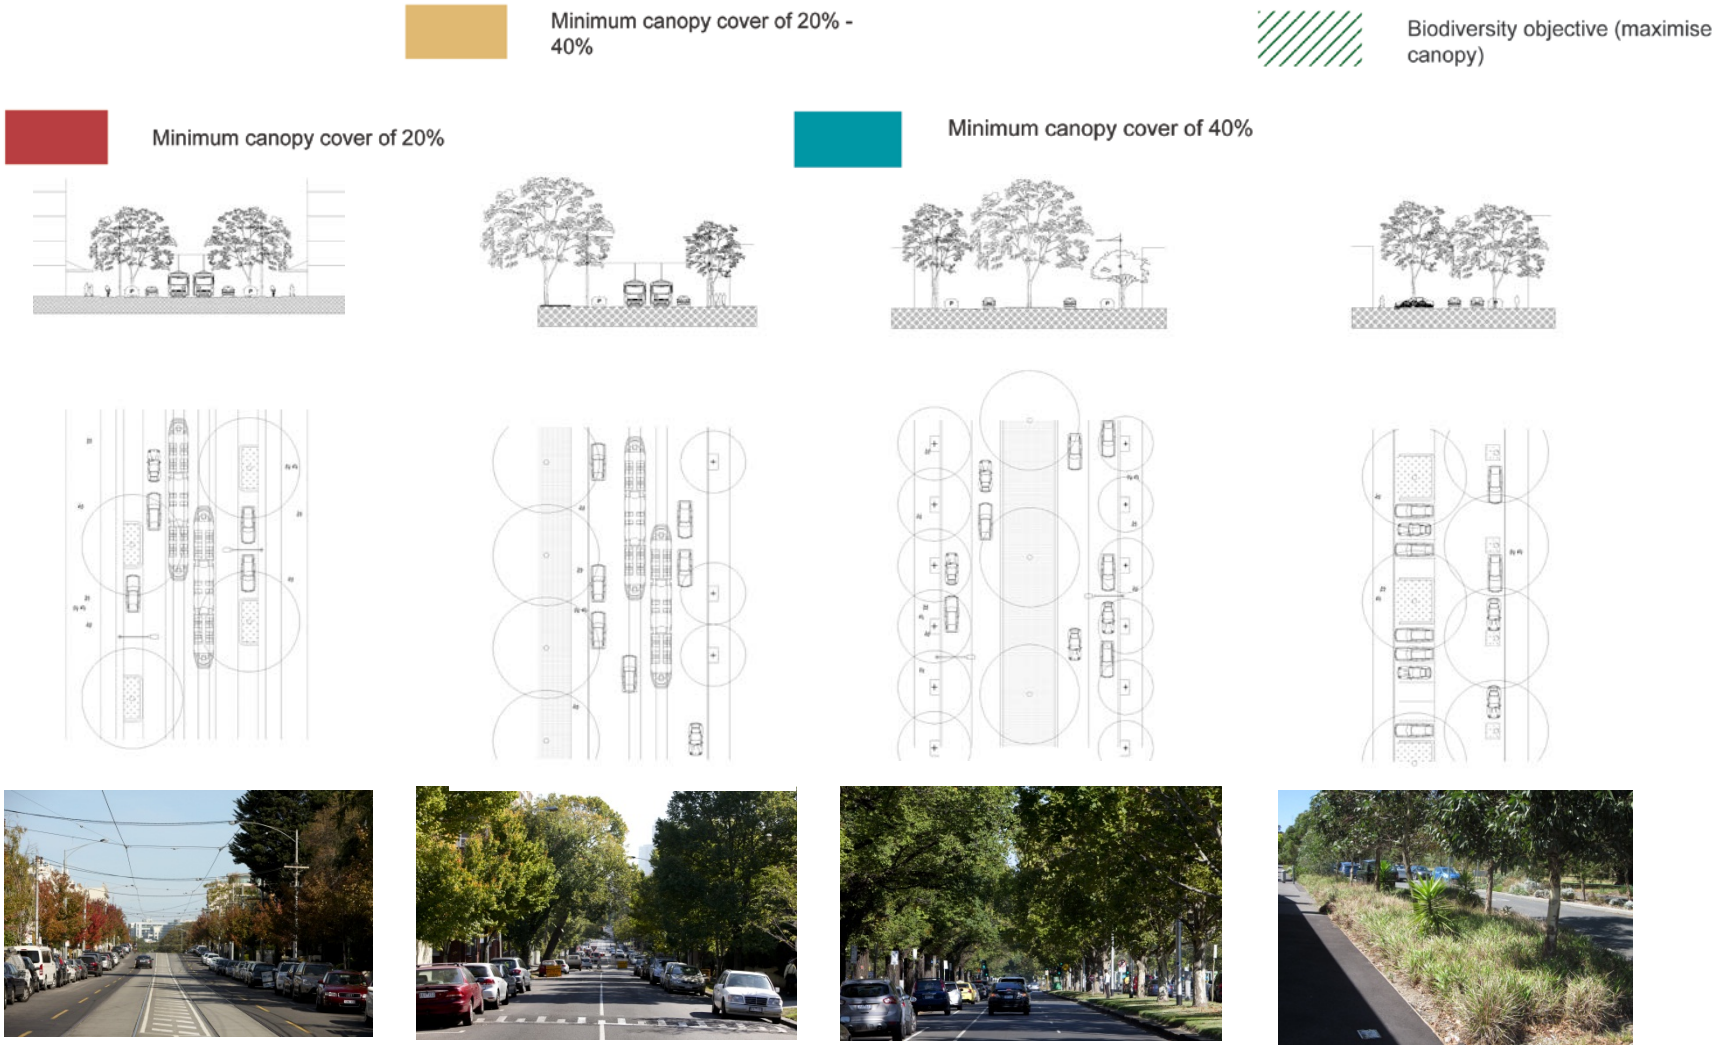 Minimum canopy cover of 20% -
40%
Biodiversity objective (maximise
canopy)
Minimum canopy cover of 20%
Minimum canopy cover of 40%
P
P
P
P
P